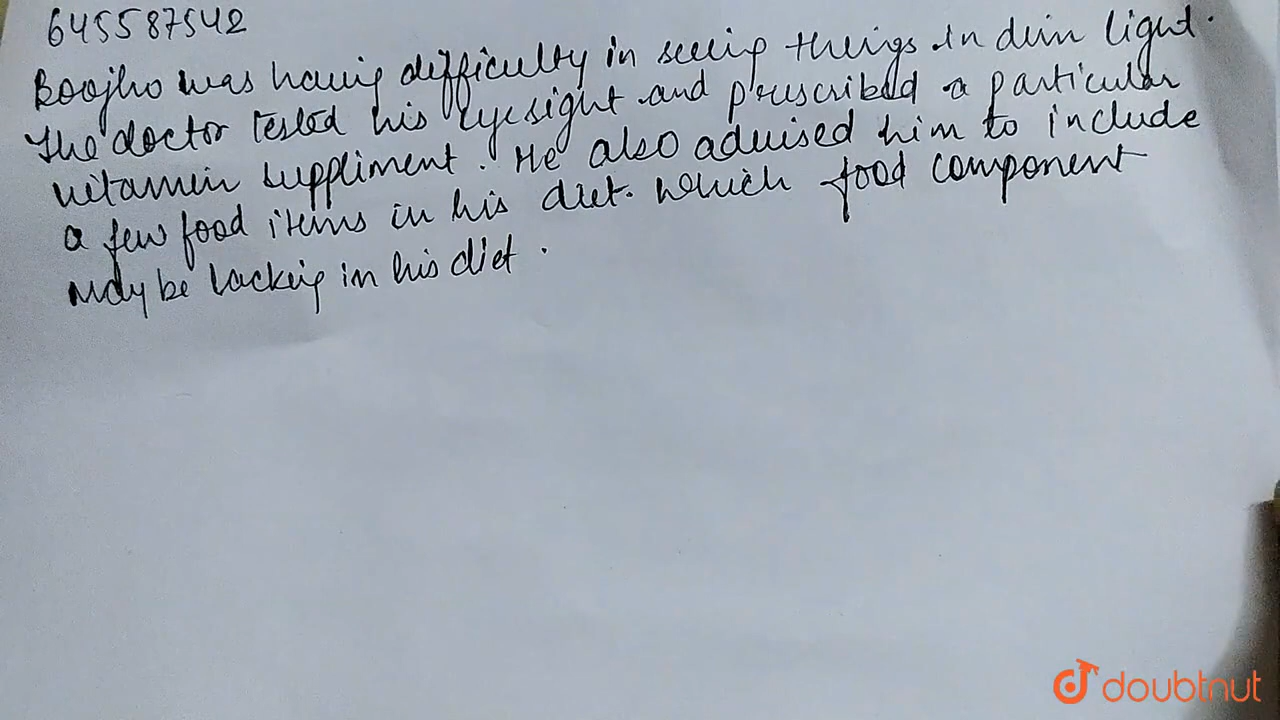 645587542
Boojho was having difficulty in seeing things in dim light.
The doctor tested his eyesight and prescribed a particular
vitamin suppliment. He also advised him to include
a few food items in his diet. Which food component
may be lacking in his diet.
doubtnut